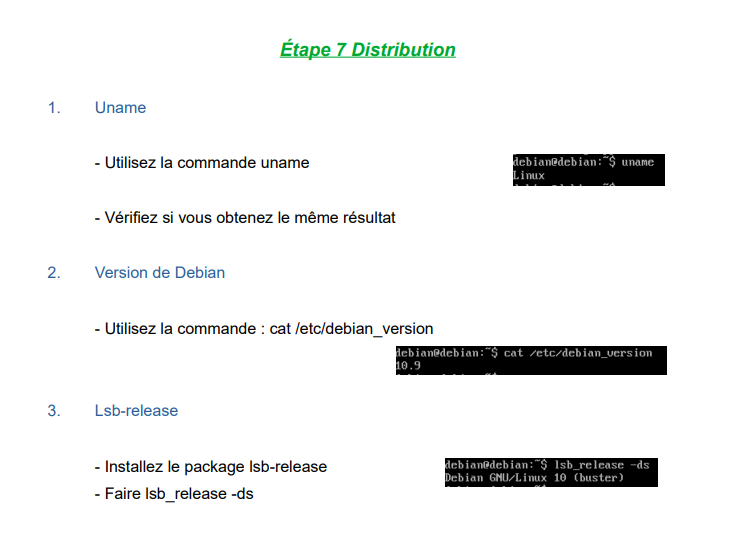 Étape 7 Distribution
1. Uname
- Utilisez la commande uname
debian@debian:~$ uname
Linux
- Vérifiez si vous obtenez le même résultat
2. Version de Debian
- Utilisez la commande : cat /etc/debian_version
debian@debian:~$ cat /etc/debian_version
10.9
3. Lsb-release
- Installez le package lsb-release
debian@debian:~$ lsb_release -ds
Debian GNU/Linux 10 (buster)
- Faire lsb_release -ds